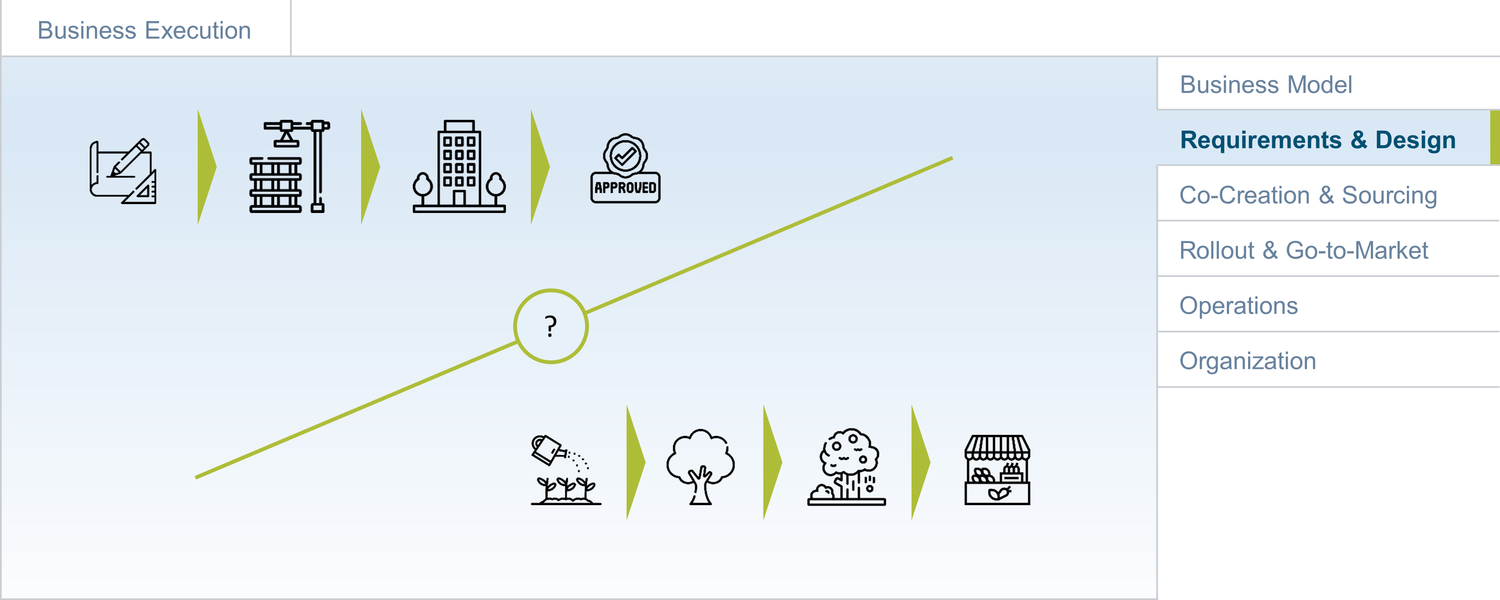 Business Execution
Business Model
Requirements & Design
Co-Creation & Sourcing
Rollout & Go-to-Market
Operations
Organization
APPROVED
?